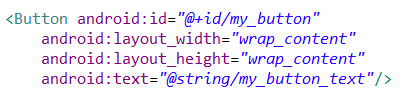 <Button android:id="@+id/my_button"
android:layout_width="wrap_content"
android:layout_height="wrap_content"
android:text="@string/my_button_text"/>